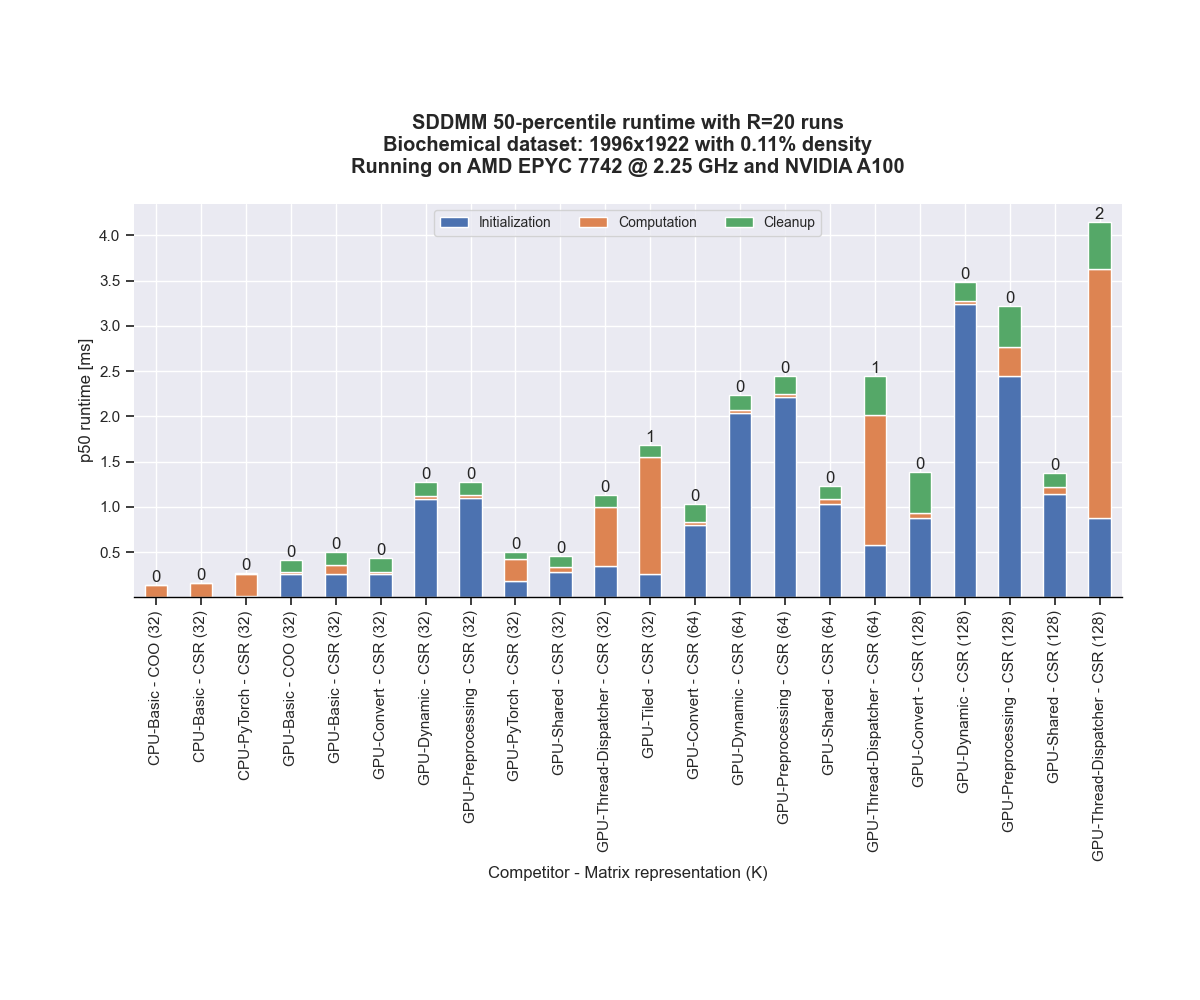 SDDMM 50-percentile runtime with R=20 runs
Biochemical dataset: 1996x1922 with 0.11% density
Running on AMD EPYC 7742 @ 2.25 GHz and NVIDIA A100
Initialization
Computation
Cleanup
p50 runtime [ms]
4.0
3.5
3.0
2.5
2.0
1.5
1.0
0.5
0
0
0
0
0
0
0
0
0
0
0
1
0
0
0
0
1
0
0
0
0
2
CPU-Basic - COO (32)
CPU-Basic - CSR (32)
CPU-PyTorch - CSR (32)
GPU-Basic - COO (32)
GPU-Basic - CSR (32)
GPU-Convert - CSR (32)
GPU-Dynamic - CSR (32)
GPU-Preprocessing - CSR (32)
GPU-PyTorch - CSR (32)
GPU-Shared - CSR (32)
GPU-Thread-Dispatcher - CSR (32)
GPU-Tiled - CSR (32)
GPU-Convert - CSR (64)
GPU-Dynamic - CSR (64)
GPU-Preprocessing - CSR (64)
GPU-Shared - CSR (64)
GPU-Thread-Dispatcher - CSR (64)
GPU-Convert - CSR (128)
GPU-Dynamic - CSR (128)
GPU-Preprocessing - CSR (128)
GPU-Shared - CSR (128)
GPU-Thread-Dispatcher - CSR (128)
Competitor - Matrix representation (K)